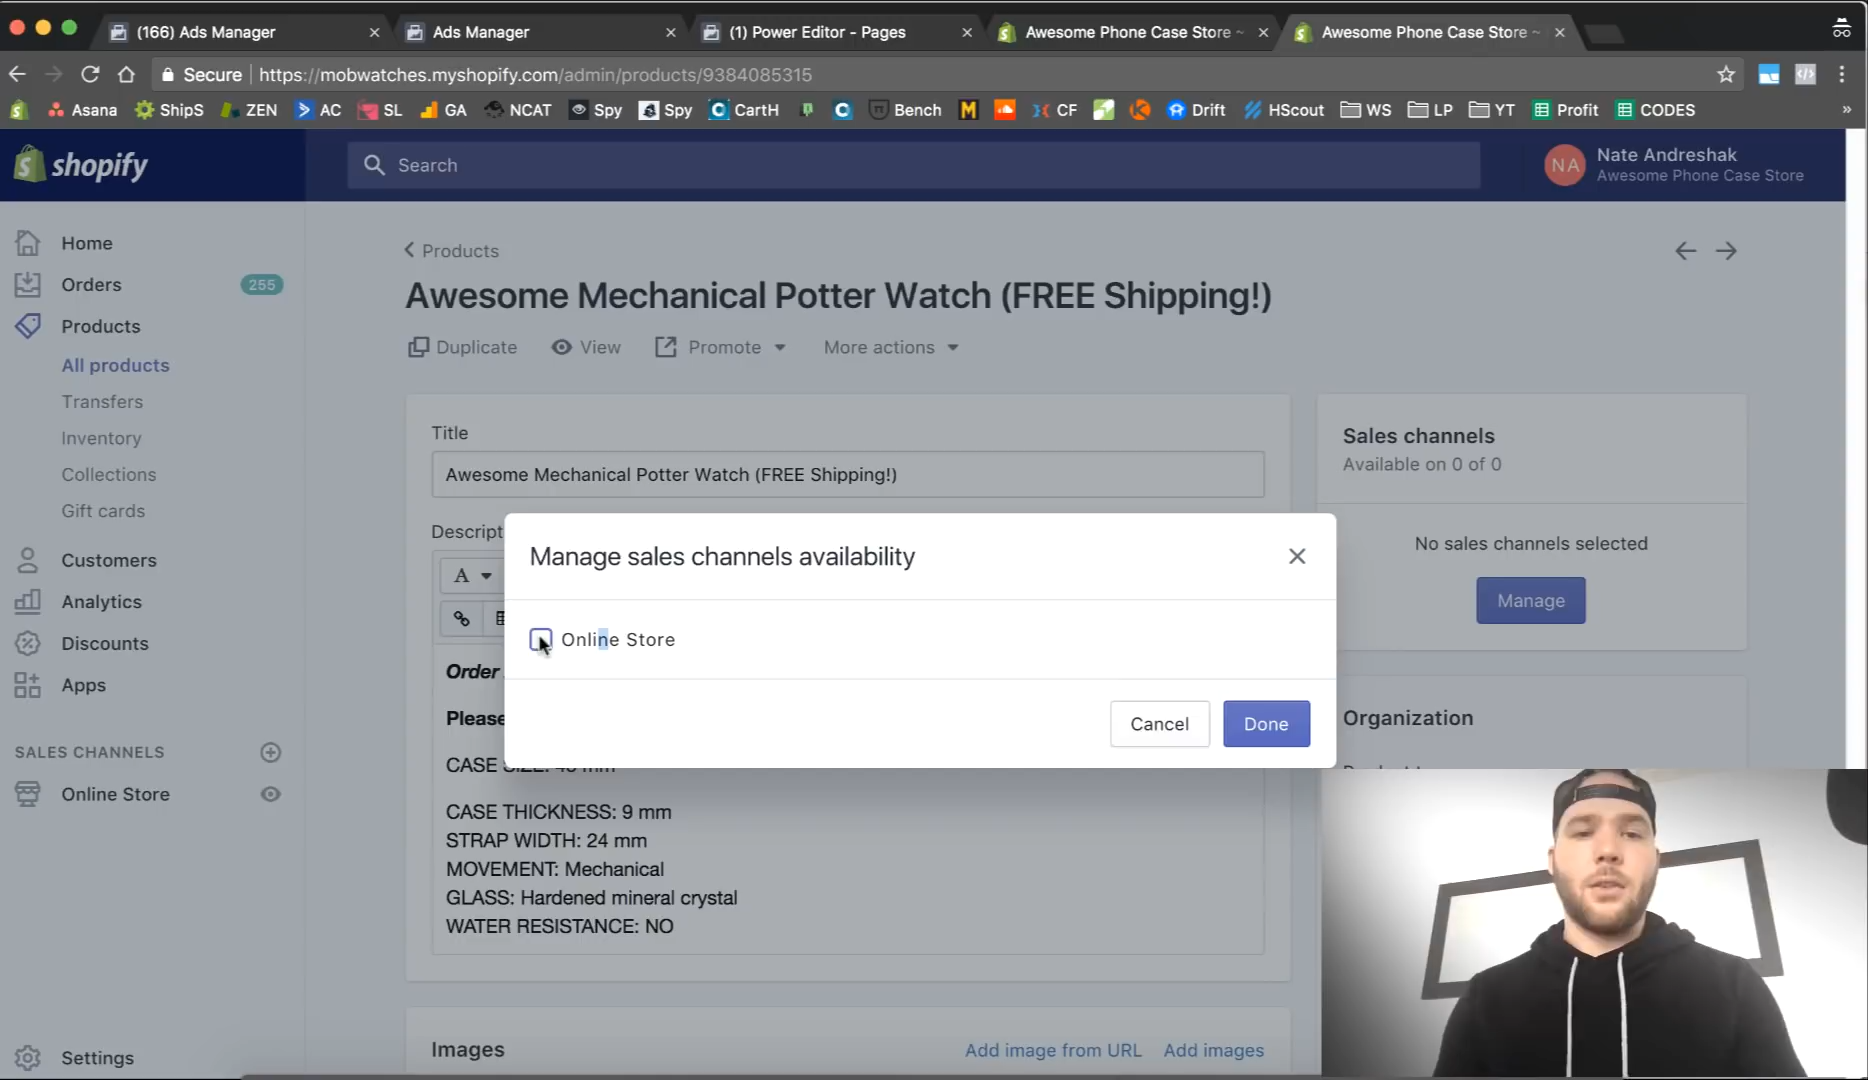 (166) Ads Manager
Ads Manager
(1) Power Editor - Pages
Awesome Phone Case Store ~
Awesome Phone Case Store ~
Secure
https://mobwatches.myshopify.com/admin/products/9384085315
Asana
ShipS
ZEN
AC
SL
GA
NCAT
Spy
Spy
CartH
Bench
CF
Drift
HScout
WS
LP
YT
Profit
CODES
»
shopify
Search
NA
Nate Andreshak
Awesome Phone Case Store
Home
Orders
255
Products
All products
Transfers
Inventory
Collections
Gift cards
Customers
Analytics
Discounts
Apps
SALES CHANNELS
Online Store
Settings
Products
Awesome Mechanical Potter Watch (FREE Shipping!)
Duplicate
View
Promote
More actions
Title
Awesome Mechanical Potter Watch (FREE Shipping!)
Descript
A
Order
Please
CASE SIZE: 46 mm
CASE THICKNESS: 9 mm
STRAP WIDTH: 24 mm
MOVEMENT: Mechanical
GLASS: Hardened mineral crystal
WATER RESISTANCE: NO
Images
Add image from URL
Add images
Sales channels
Available on 0 of 0
No sales channels selected
Manage
Organization
Manage sales channels availability
Online Store
Cancel
Done